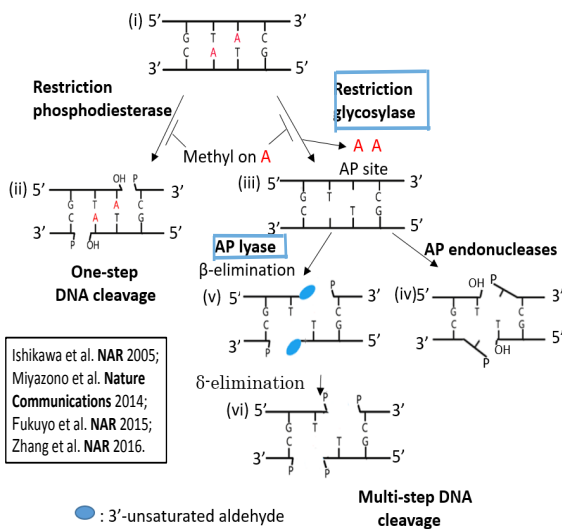 (i) 5’
G T A C
C A T G
3’ 5’
Restriction
phosphodiesterase
Restriction
glycosylase
Methyl on A
A A
AP site
(ii) 5’ OH P 3’
G T A C
C A T G
3’ P OH 5’
One-step
DNA cleavage
(iii) 5’ 3’
G T C
C T G
3’ 5’
AP lyase
β-elimination
AP endonucleases
(v) 5’ P 3’
G T C
C T G
3’ P 5’
(iv) 5’ OH P 3’
G T C
C T G
3’ P OH 5’
δ-elimination
(vi) 5’ P P 3’
G T C
C T G
3’ P P 5’
Multi-step DNA
cleavage
Ishikawa et al. NAR 2005;
Miyazono et al. Nature
Communications 2014;
Fukuyo et al. NAR 2015;
Zhang et al. NAR 2016.
: 3’-unsaturated aldehyde